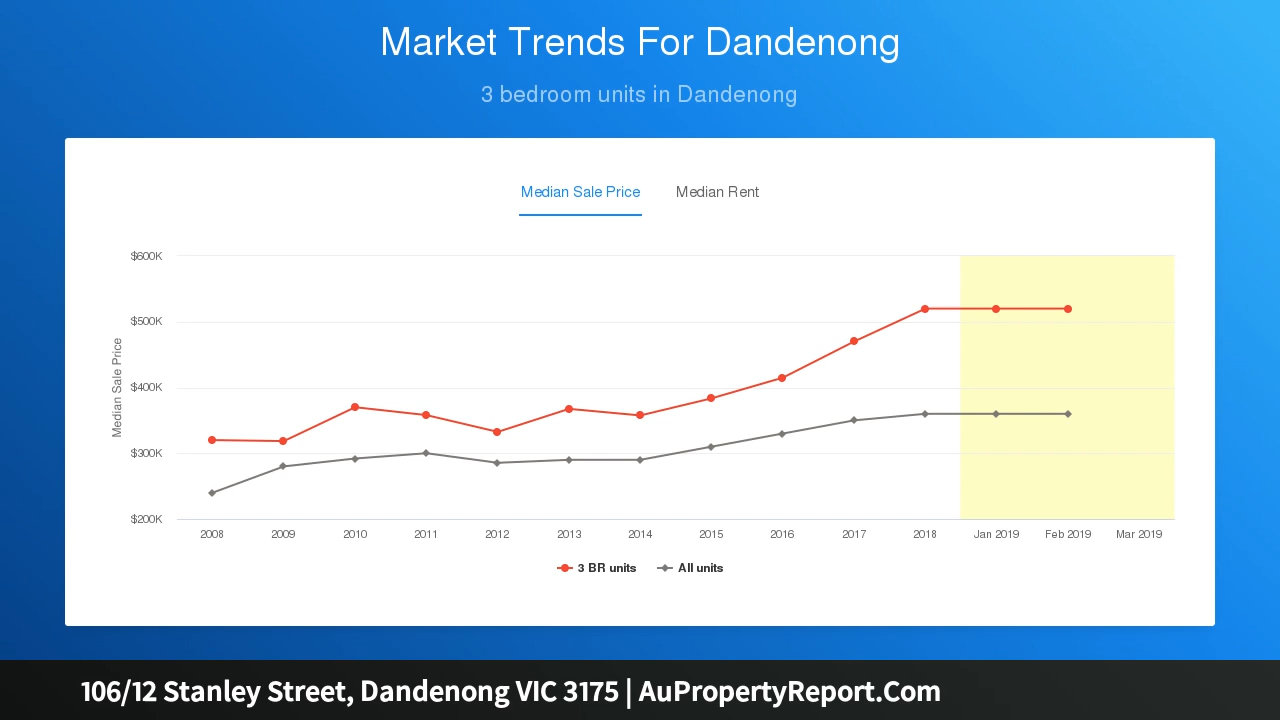 Market Trends For Dandenong
3 bedroom units in Dandenong
Median Sale Price Median Rent
$600K
$500K
$400K
$300K
$200K
Median Sale Price
2008 2009 2010 2011 2012 2013 2014 2015 2016 2017 2018 Jan 2019 Feb 2019 Mar 2019
3 BR units All units
106/12 Stanley Street, Dandenong VIC 3175 | AuPropertyReport.Com